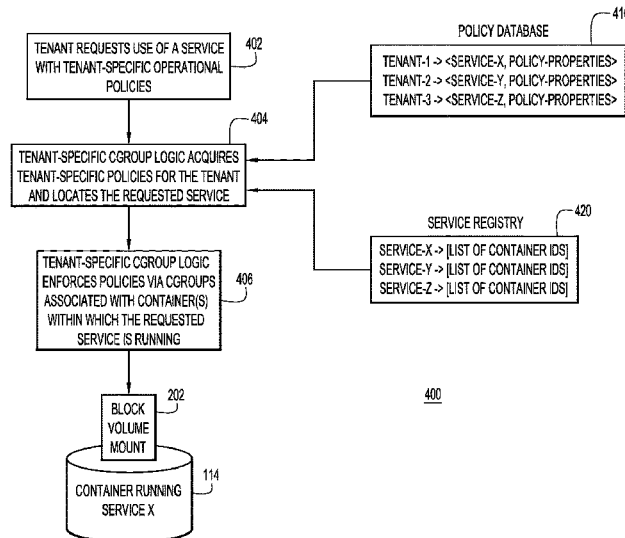 TENANT REQUESTS USE OF A SERVICE
WITH TENANT-SPECIFIC OPERATIONAL
POLICIES
402
404
TENANT-SPECIFIC CGROUP LOGIC ACQUIRES
TENANT-SPECIFIC POLICIES FOR THE TENANT
AND LOCATES THE REQUESTED SERVICE
TENANT-SPECIFIC CGROUP LOGIC
ENFORCES POLICIES VIA CGROUPS
ASSOCIATED WITH CONTAINER(S)
WITHIN WHICH THE REQUESTED
SERVICE IS RUNNING
406
202
BLOCK
VOLUME
MOUNT
114
CONTAINER RUNNING
SERVICE X
POLICY DATABASE
TENANT-1 -> <SERVICE-X, POLICY-PROPERTIES>
TENANT-2 -> <SERVICE-Y, POLICY-PROPERTIES>
TENANT-3 -> <SERVICE-Z, POLICY-PROPERTIES>
SERVICE REGISTRY
420
SERVICE-X -> [LIST OF CONTAINER IDS]
SERVICE-Y -> [LIST OF CONTAINER IDS]
SERVICE-Z -> [LIST OF CONTAINER IDS]
400